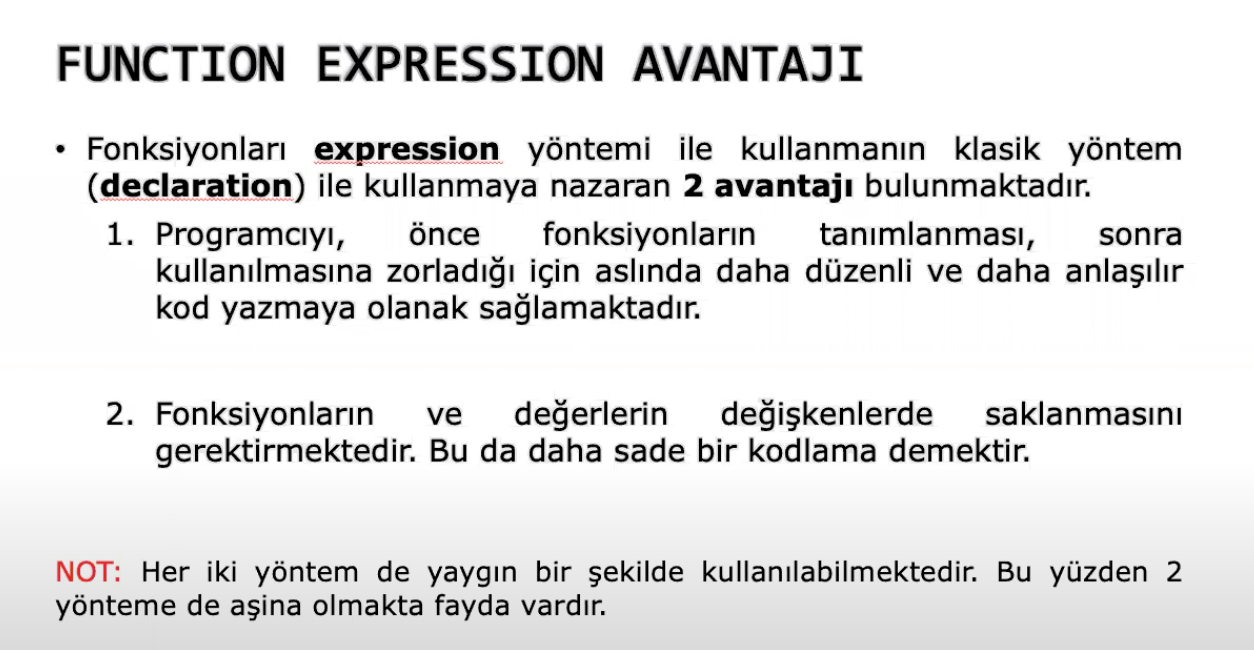 FUNCTION EXPRESSION AVANTAJI
• Fonksiyonları expression yöntemi ile kullanmanın klasik yöntem
(declaration) ile kullanmaya nazaran 2 avantajı bulunmaktadır.
1. Programcıyı, önce fonksiyonların tanımlanması, sonra
kullanılmasına zorladığı için aslında daha düzenli ve daha anlaşılır
kod yazmaya olanak sağlamaktadır.
2. Fonksiyonların ve değerlerin değişkenlerde saklanmasını
gerektirmektedir. Bu da daha sade bir kodlama demektir.
NOT: Her iki yöntem de yaygın bir şekilde kullanılabilmektedir. Bu yüzden 2
yönteme de aşina olmakta fayda vardır.